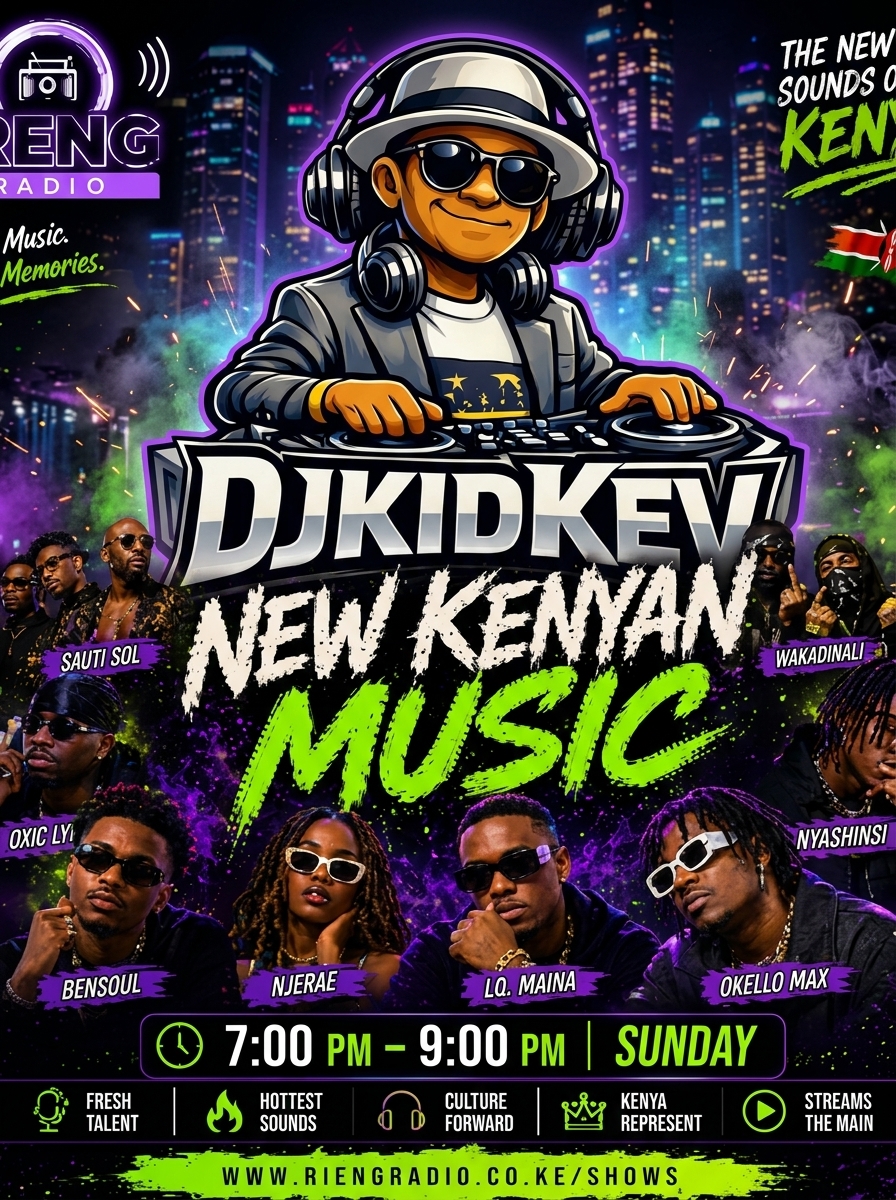 RENG
RADIO
Music.
Memories.
THE NEW
SOUNDS O
KEN
DJKIDKEV
NEW KENYAN
MUSIC
SAUTI SOL
WAKADINALI
OXIC LY
NYASHINSI
BENSOUL
NJERAE
LQ. MAINA
OKELLO MAX
7:00 PM – 9:00 PM | SUNDAY
FRESH
TALENT
HOTTEST
SOUNDS
CULTURE
FORWARD
KENYA
REPRESENT
STREAMS
THE MAIN
WWW.RIENGRADIO.CO.KE/SHOWS